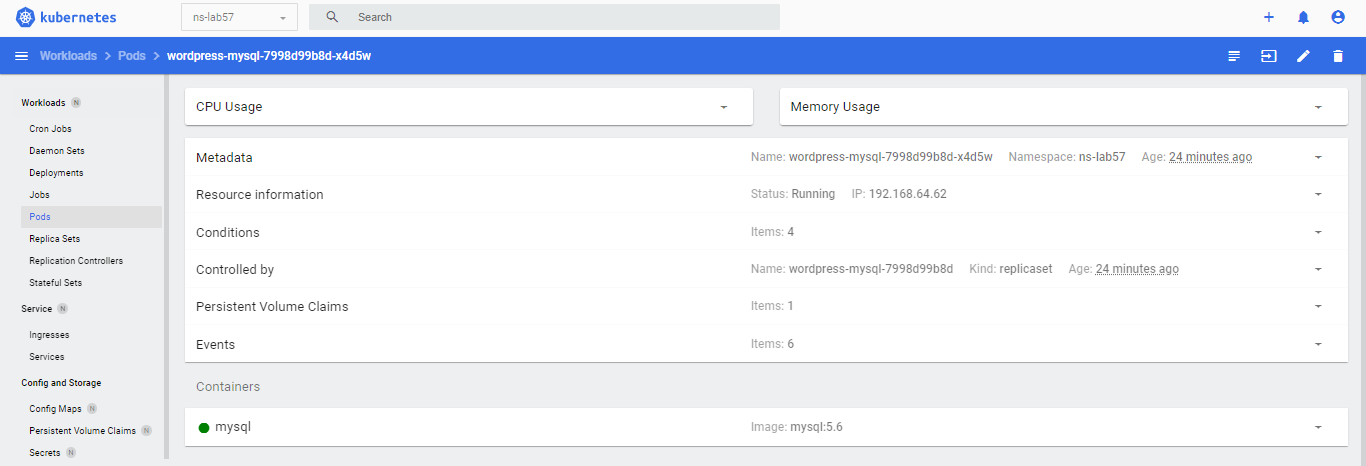 kubernetes
ns-lab57
Search
Workloads
Pods
wordpress-mysql-7998d99b8d-x4d5w
Workloads N
Cron Jobs
Daemon Sets
Deployments
Jobs
Pods
Replica Sets
Replication Controllers
Stateful Sets
Service N
Ingresses
Services
Config and Storage
Config Maps N
Persistent Volume Claims N
Secrets N
CPU Usage
Memory Usage
Metadata
Name: wordpress-mysql-7998d99b8d-x4d5w Namespace: ns-lab57 Age: 24 minutes ago
Resource information
Status: Running IP: 192.168.64.62
Conditions
Items: 4
Controlled by
Name: wordpress-mysql-7998d99b8d Kind: replicaset Age: 24 minutes ago
Persistent Volume Claims
Items: 1
Events
Items: 6
Containers
mysql
Image: mysql:5.6